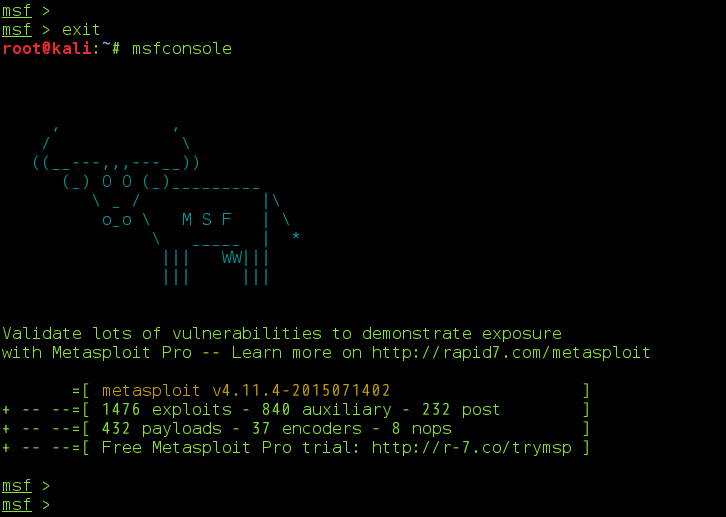 msf >
msf > exit
root@kali:~# msfconsole
     ,           ,
    /             \
   ((__---,,,---__))
      (_) O O (_)_________
         \ _ /            |\
          o_o \   M S F   | \
               \   _____  |  *
                |||   WW|||
                |||     |||
Validate lots of vulnerabilities to demonstrate exposure
with Metasploit Pro -- Learn more on http://rapid7.com/metasploit
       =[ metasploit v4.11.4-2015071402                   ]
+ -- --=[ 1476 exploits - 840 auxiliary - 232 post        ]
+ -- --=[ 432 payloads - 37 encoders - 8 nops             ]
+ -- --=[ Free Metasploit Pro trial: http://r-7.co/trymsp ]
msf >
msf >